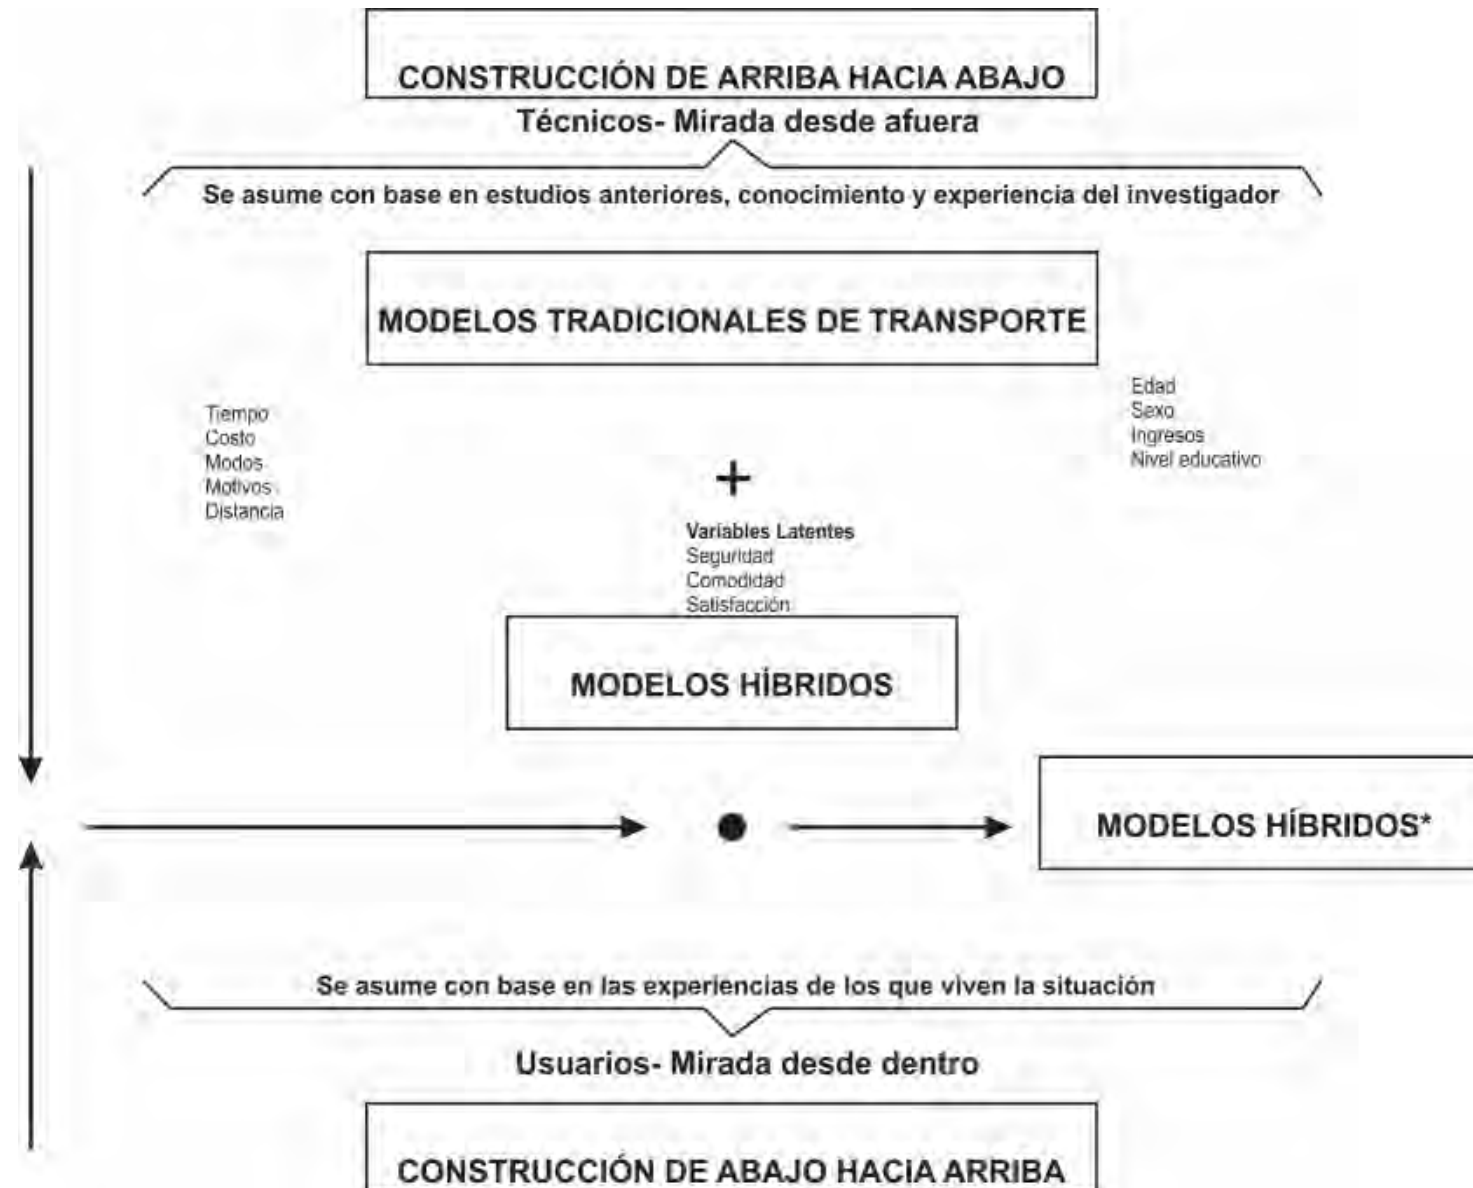 CONSTRUCCIÓN DE ARRIBA HACIA ABAJO
Técnicos- Mirada desde afuera
Se asume con base en estudios anteriores, conocimiento y experiencia del investigador
MODELOS TRADICIONALES DE TRANSPORTE
Tiempo
Costo
Modos
Motivos
Distancia
Edad
Sexo
Ingresos
Nivel educativo
+
Variables Latentes
Seguridad
Comodidad
Satisfacción
MODELOS HÍBRIDOS
MODELOS HÍBRIDOS*
Se asume con base en las experiencias de los que viven la situación
Usuarios- Mirada desde dentro
CONSTRUCCIÓN DE ABAJO HACIA ARRIBA